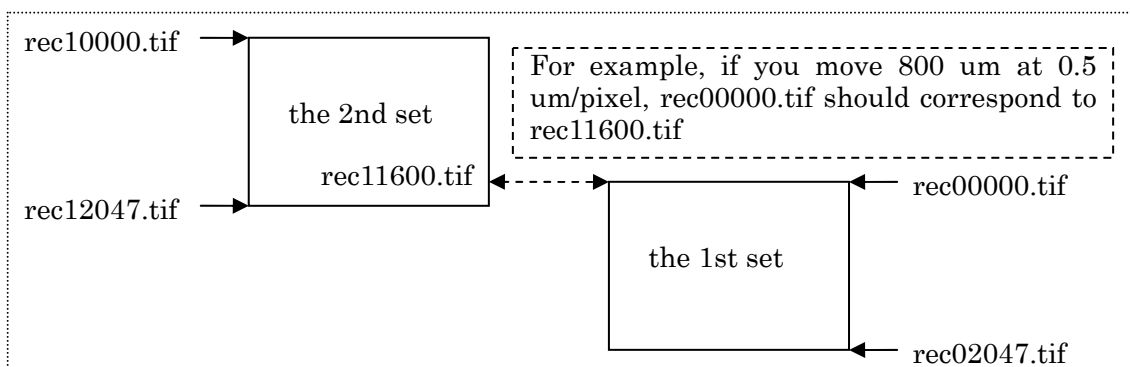 rec10000.tif
the 2nd set
rec11600.tif
rec12047.tif
For example, if you move 800 um at 0.5
um/pixel, rec00000.tif should correspond to
rec11600.tif
rec00000.tif
the 1st set
rec02047.tif